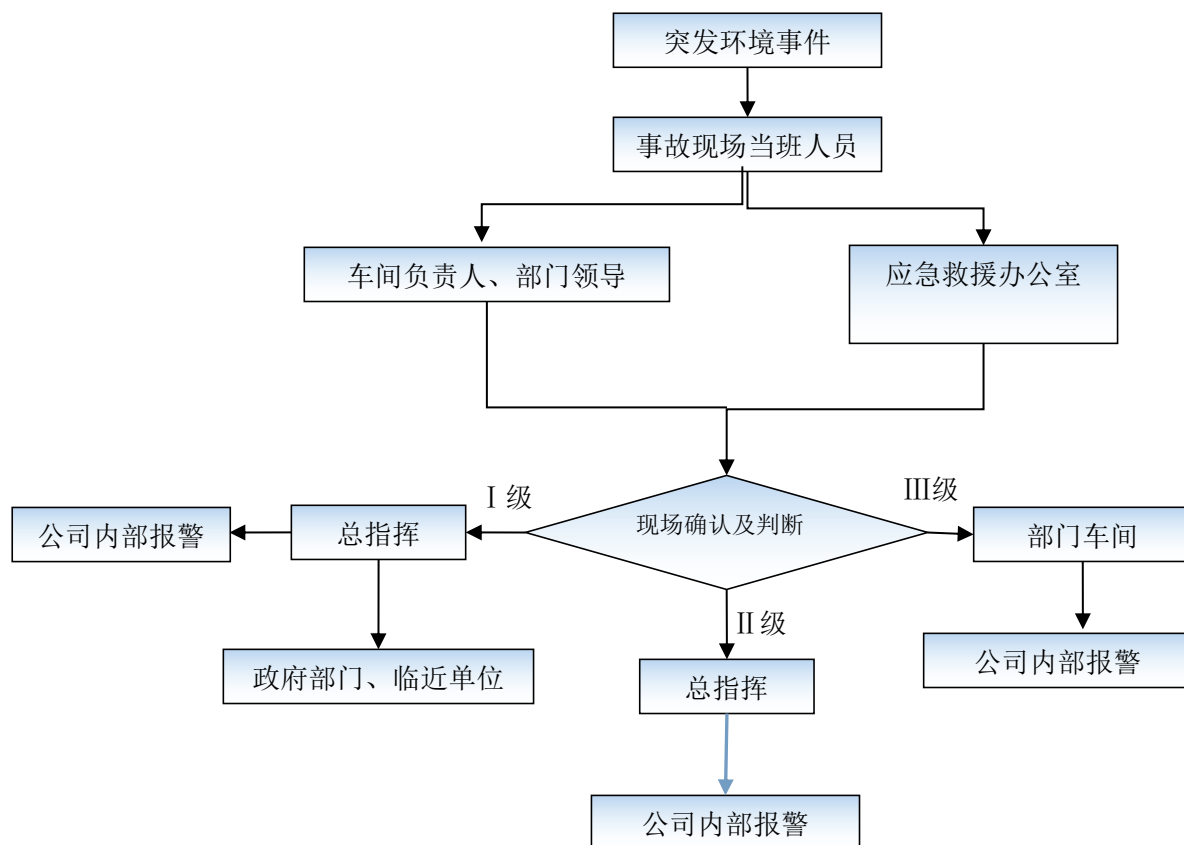 突发环境事件
事故现场当班人员
车间负责人、部门领导
应急救援办公室
Ⅰ级
Ⅲ级
现场确认及判断
公司内部报警
总指挥
部门车间
Ⅱ级
政府部门、临近单位
总指挥
公司内部报警
公司内部报警